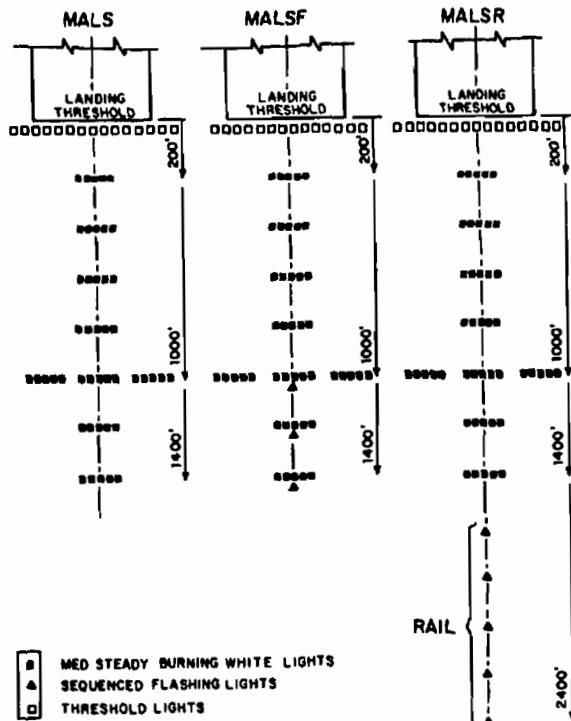 MALS
MALSF
MALSR
LANDING
THRESHOLD
LANDING
THRESHOLD
LANDING
THRESHOLD
200'
200'
200'
1000'
1000'
1000'
1400'
1400'
1400'
RAIL
2400'
MED STEADY BURNING WHITE LIGHTS
SEQUENCED FLASHING LIGHTS
THRESHOLD LIGHTS